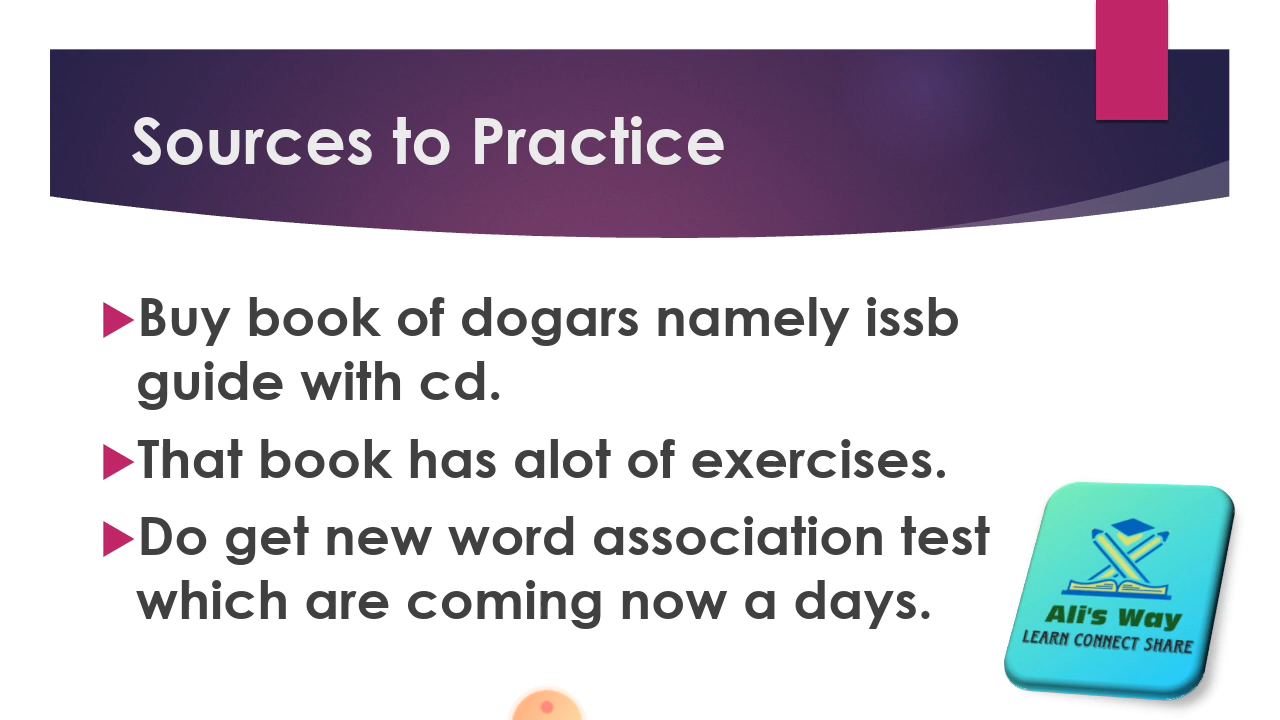 Sources to Practice
Buy book of dogars namely issb
guide with cd.
That book has alot of exercises.
Do get new word association test
which are coming now a days.
Ali's Way
LEARN CONNECT SHARE